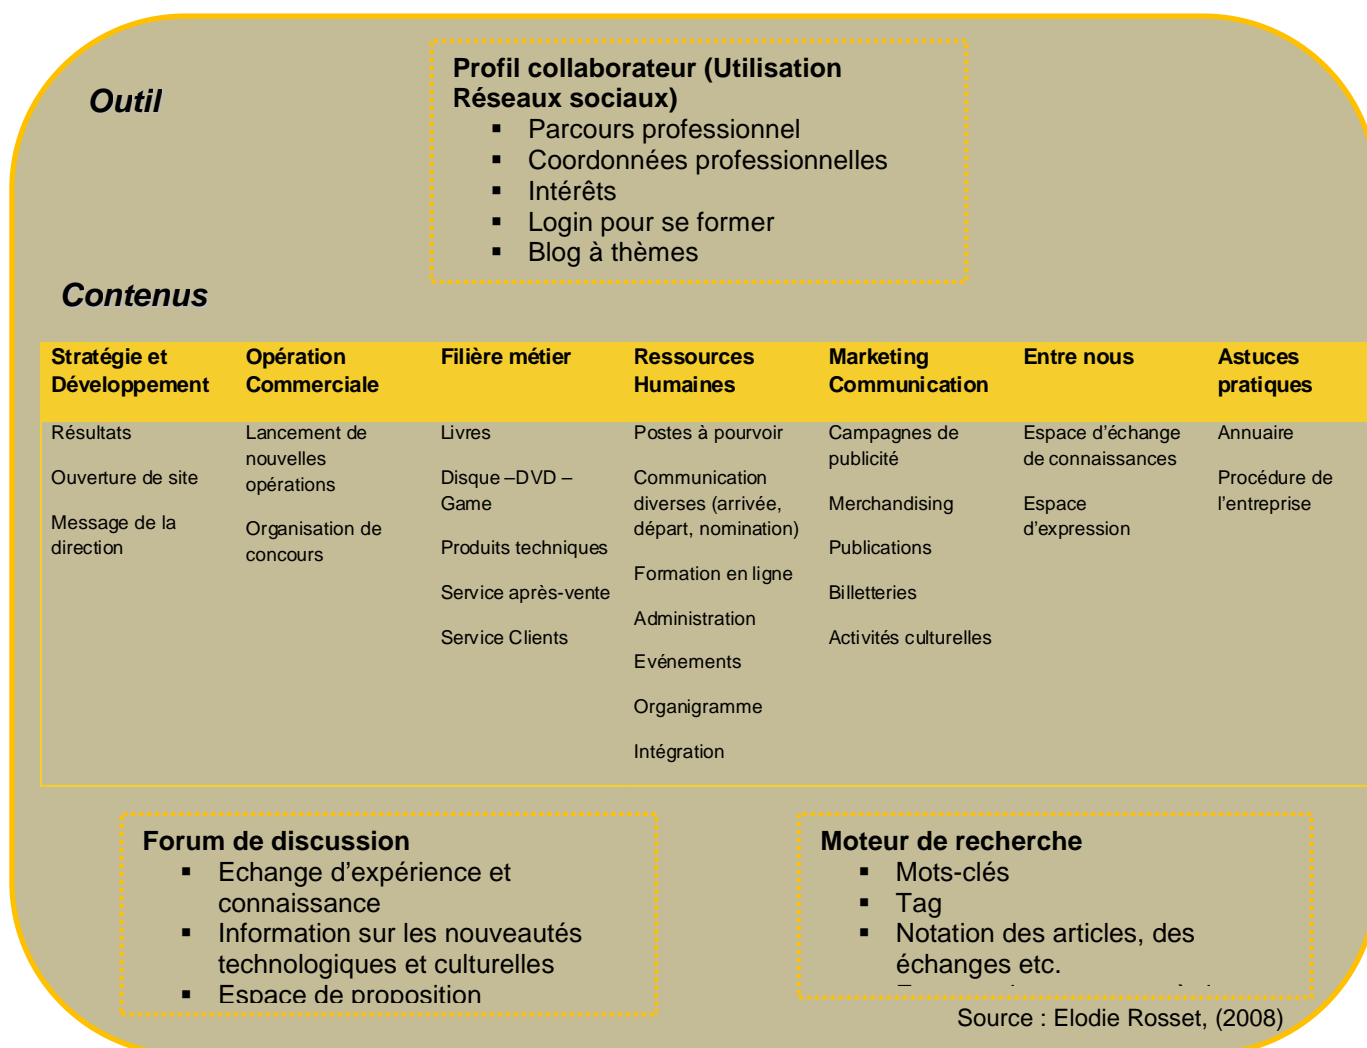 Outil
Profil collaborateur (Utilisation
Réseaux sociaux)
▪ Parcours professionnel
▪ Coordonnées professionnelles
▪ Intérêts
▪ Login pour se former
▪ Blog à thèmes
Contenus
Stratégie et
Développement
Opération
Commerciale
Filière métier
Ressources
Humaines
Marketing
Communication
Entre nous
Astuces
pratiques
Résultats
Ouverture de site
Message de la
direction
Lancement de
nouvelles
opérations
Organisation de
concours
Livres
Disque –DVD –
Game
Produits techniques
Service après-vente
Service Clients
Postes à pourvoir
Communication
diverses (arrivée,
départ, nomination)
Formation en ligne
Administration
Evénements
Organigramme
Intégration
Campagnes de
publicité
Merchandising
Publications
Billetteries
Activités culturelles
Espace d’échange
de connaissances
Espace
d’expression
Annuaire
Procédure de
l’entreprise
Forum de discussion
▪ Echange d’expérience et
connaissance
▪ Information sur les nouveautés
technologiques et culturelles
▪ Espace de proposition
Moteur de recherche
▪ Mots-clés
▪ Tag
▪ Notation des articles, des
échanges etc.
Source : Elodie Rosset, (2008)